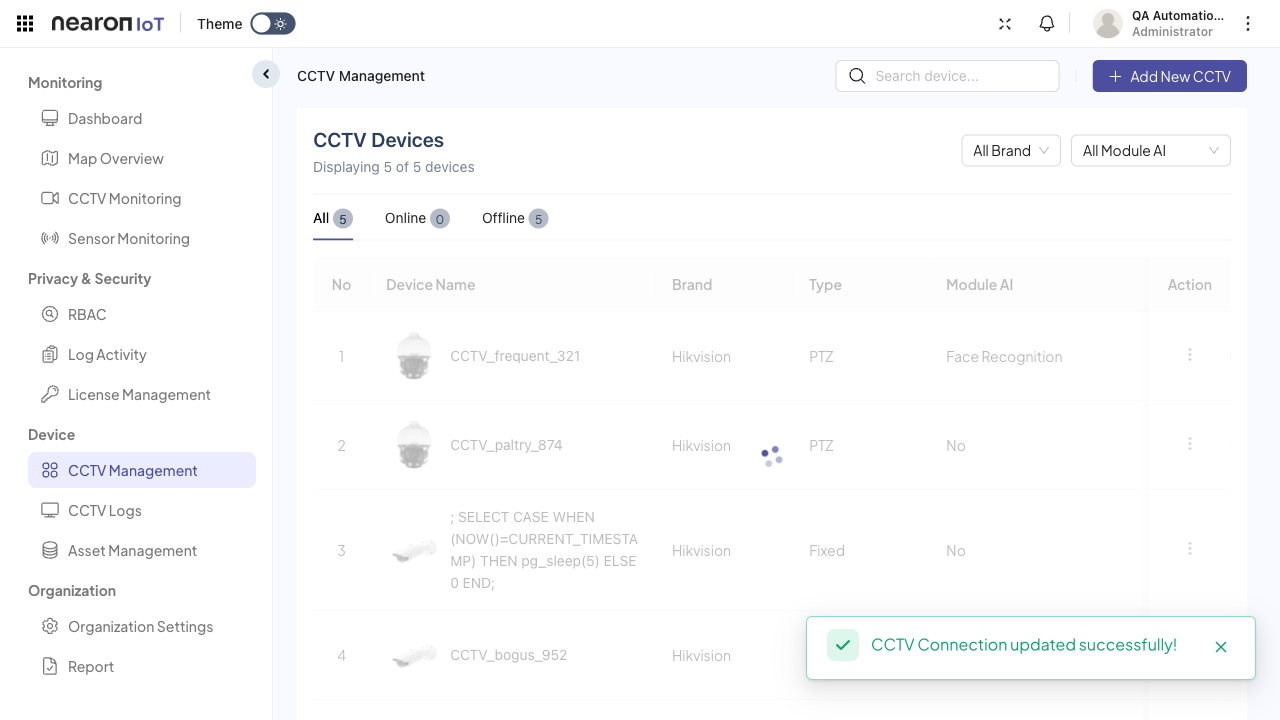 nearon IoT
Theme
QA Automatio...
Administrator
Monitoring
Dashboard
Map Overview
CCTV Monitoring
Sensor Monitoring
Privacy & Security
RBAC
Log Activity
License Management
Device
CCTV Management
CCTV Logs
Asset Management
Organization
Organization Settings
Report
CCTV Management
Search device...
Add New CCTV
CCTV Devices
Displaying 5 of 5 devices
All Brand
All Module AI
All 5
Online 0
Offline 5
No Device Name Brand Type Module AI Action
1 CCTV_frequent_321 Hikvision PTZ Face Recognition
2 CCTV_paltry_874 Hikvision PTZ No
; SELECT CASE WHEN
(NOW()=CURRENT_TIMESTA
3 Hikvision Fixed No
MP) THEN pg_sleep(5) ELSE
0 END;
4 CCTV_bogus_952 Hikvision
CCTV Connection updated successfully!